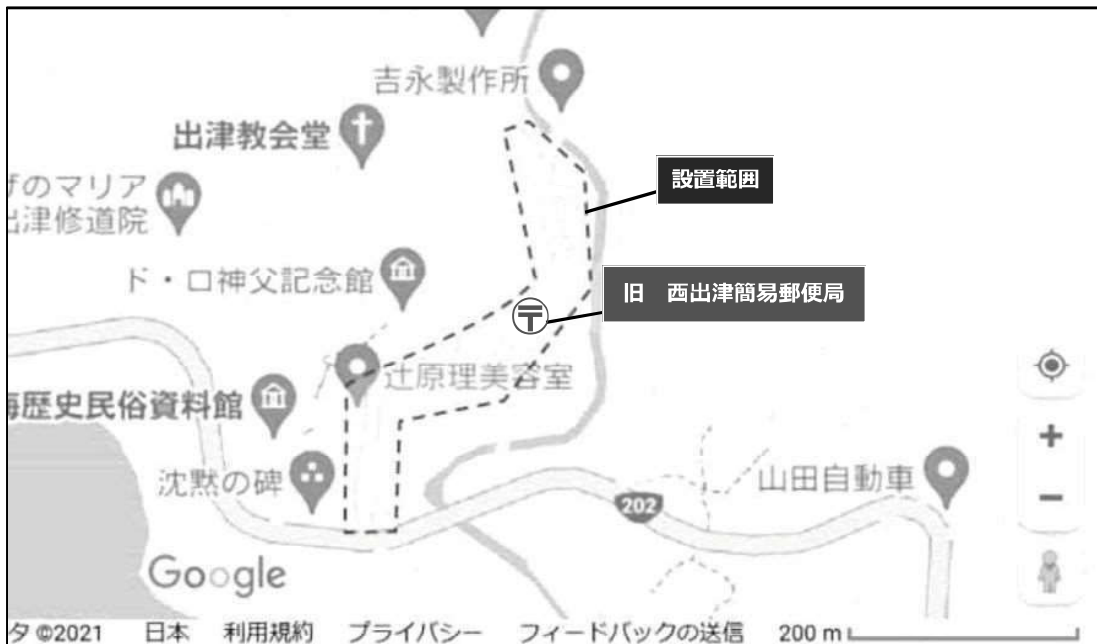 吉永製作所
出津教会堂
設置範囲
げのマリア
出津修道院
ド・ロ神父記念館
旧 西出津簡易郵便局
〒
辻原理美容室
海歴史民俗資料館
沈黙の碑
山田自動車
202
Google
タ ©2021 日本 利用規約 プライバシー フィードバックの送信 200 m